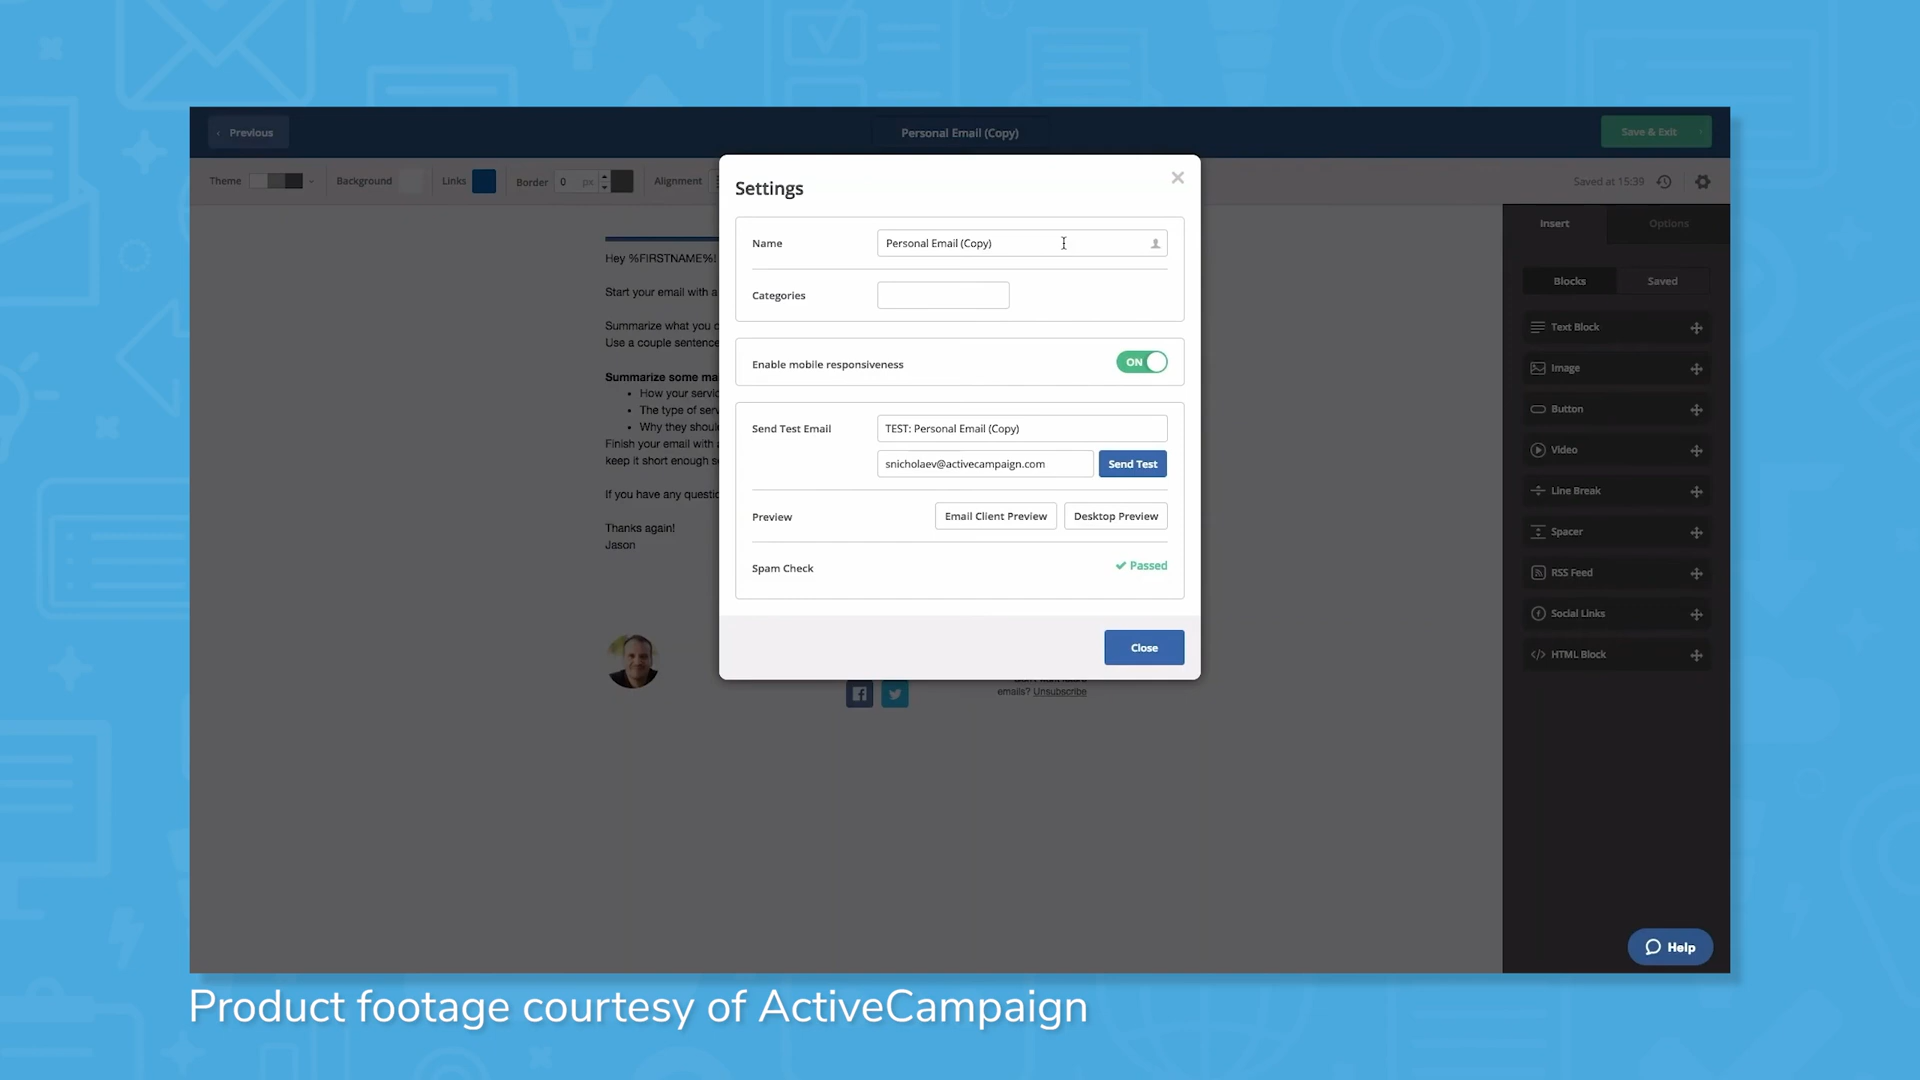 Previous
Personal Email (Copy)
Save & Exit
Theme
Background
Links
Border 0 px
Alignment
Saved at 15:39
Settings
Name
Personal Email (Copy)
Categories
Enable mobile responsiveness
ON
Send Test Email
TEST: Personal Email (Copy)
snicholaev@activecampaign.com
Send Test
Preview
Email Client Preview
Desktop Preview
Spam Check
Passed
Close
Hey %FIRSTNAME%!
Start your email with a
Summarize what you
Use a couple sentence
Summarize some
How your
The type of
Why they
Finish your email with
keep it short enough
If you have any
Thanks again!
Jason
emails? Unsubscribe
Insert
Options
Blocks
Saved
Text Block
Image
Button
Video
Line Break
Spacer
RSS Feed
Social Links
HTML Block
Help
Product footage courtesy of ActiveCampaign